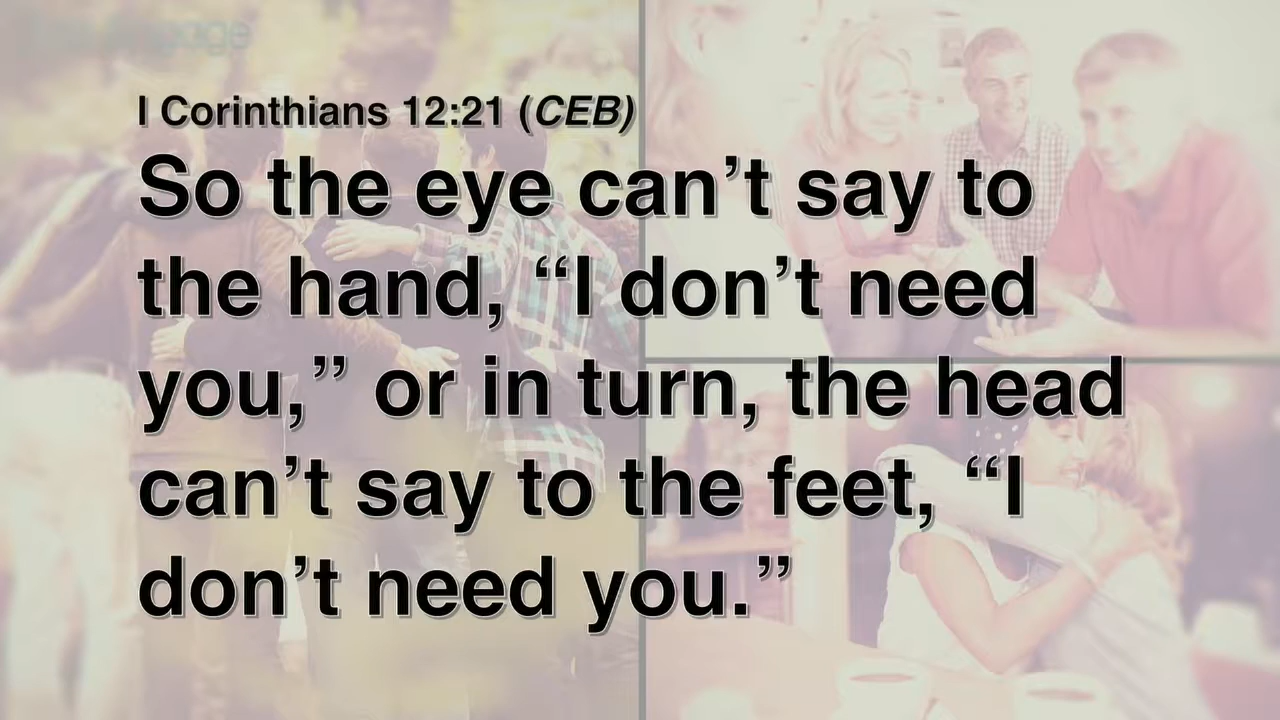 I Corinthians 12:21 (CEB)
So the eye can’t say to
the hand, “I don’t need
you,” or in turn, the head
can’t say to the feet, “I
don’t need you.”